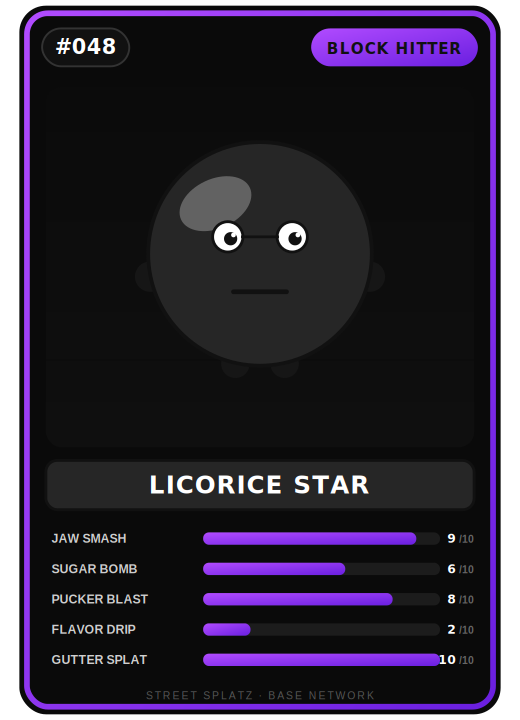 #048
BLOCK HITTER
LICORICE STAR
JAW SMASH 9 /10
SUGAR BOMB 6 /10
PUCKER BLAST 8 /10
FLAVOR DRIP 2 /10
GUTTER SPLAT 10 /10
STREET SPLATZ · BASE NETWORK